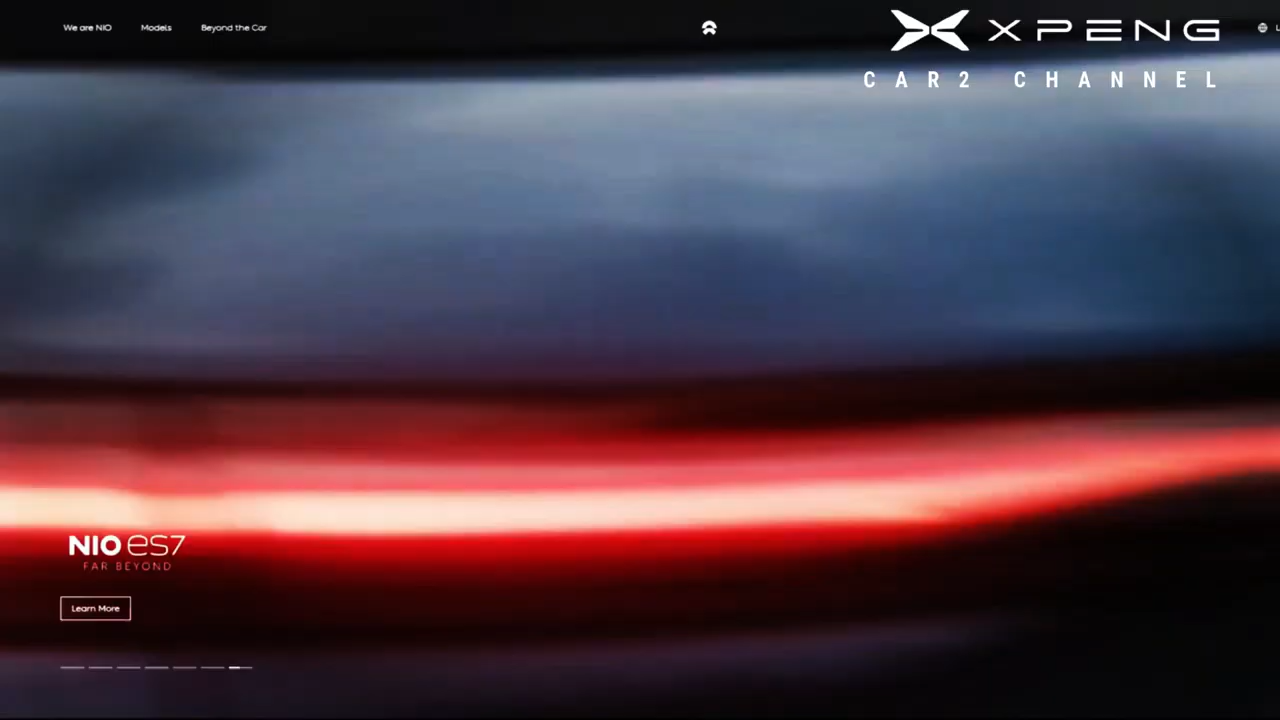 We are NIO
Models
Beyond the Car
XPENG
CAR2 CHANNEL
NIO es7
FAR BEYOND
Learn More